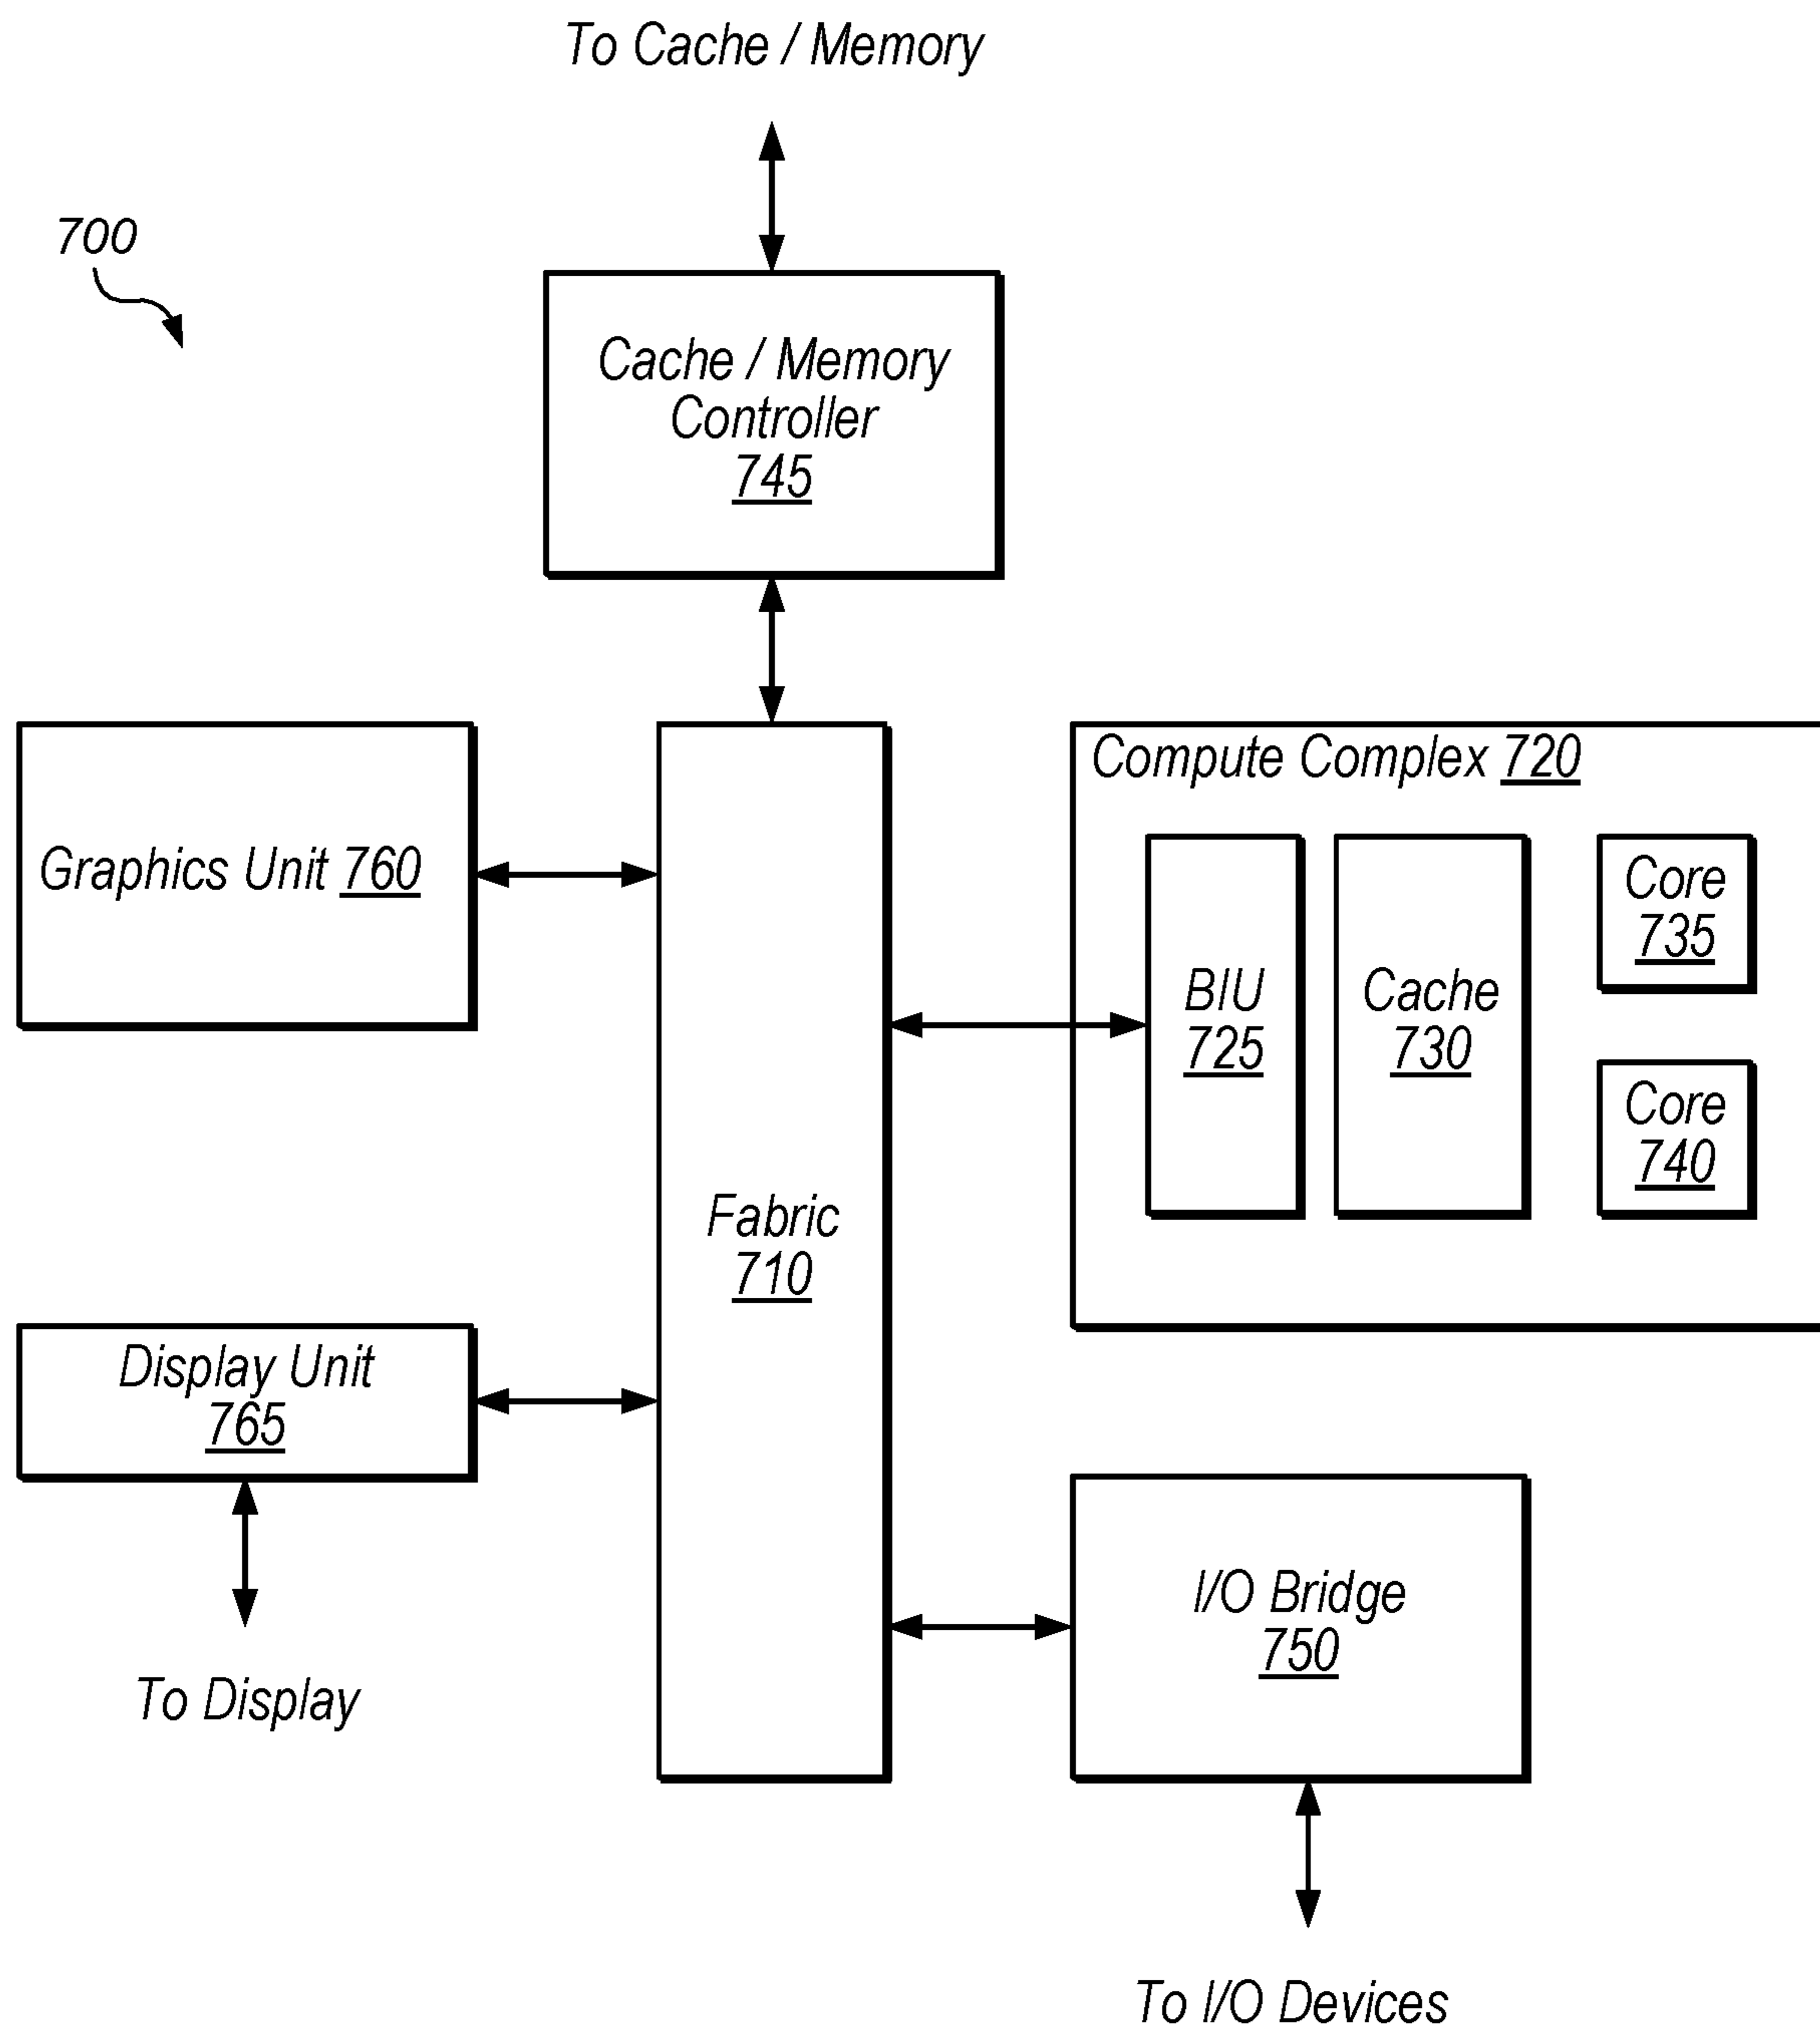 To Cache / Memory
700
Cache / Memory
Controller
745
Graphics Unit 760
Fabric
710
Compute Complex 720
BIU
725
Cache
730
Core
735
Core
740
Display Unit
765
To Display
I/O Bridge
750
To I/O Devices